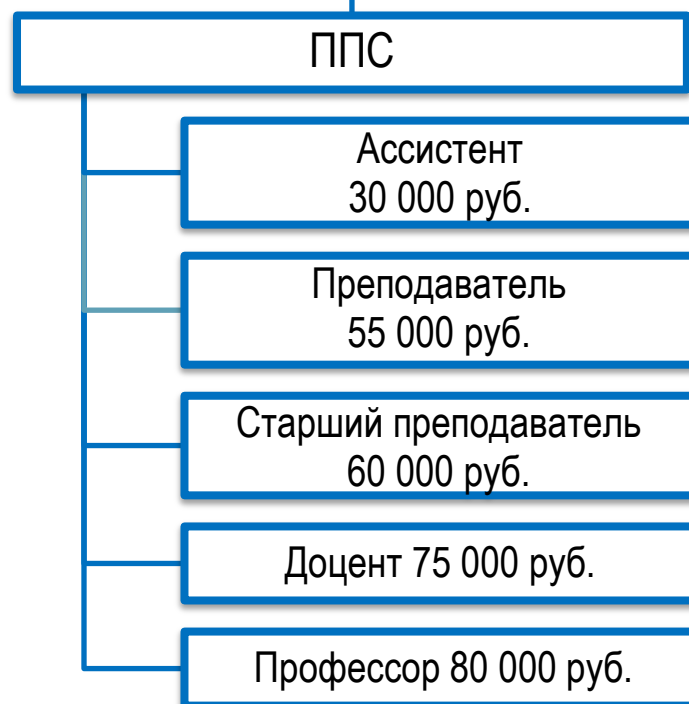 ППС
Ассистент
30 000 руб.
Преподаватель
55 000 руб.
Старший преподаватель
60 000 руб.
Доцент 75 000 руб.
Профессор 80 000 руб.